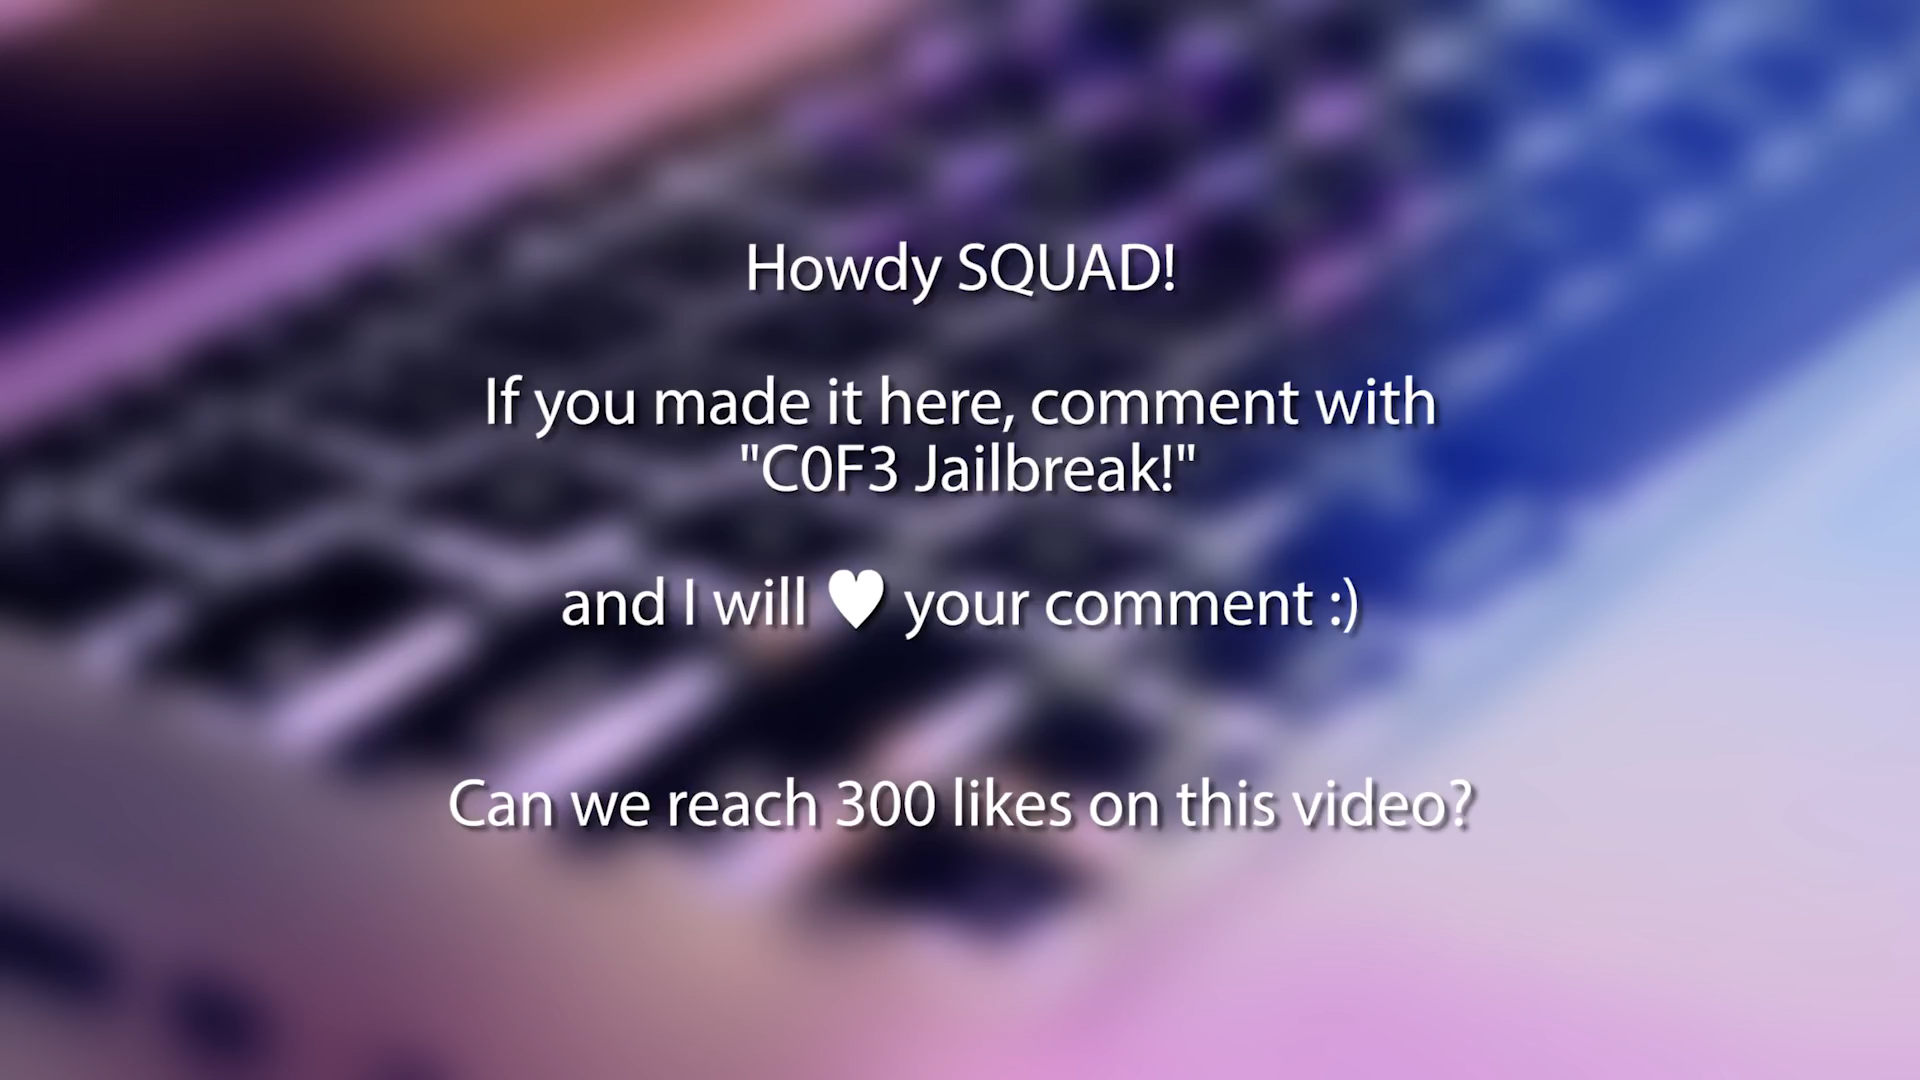 Howdy SQUAD!
If you made it here, comment with
"C0F3 Jailbreak!"
and I will ♥ your comment :)
Can we reach 300 likes on this video?